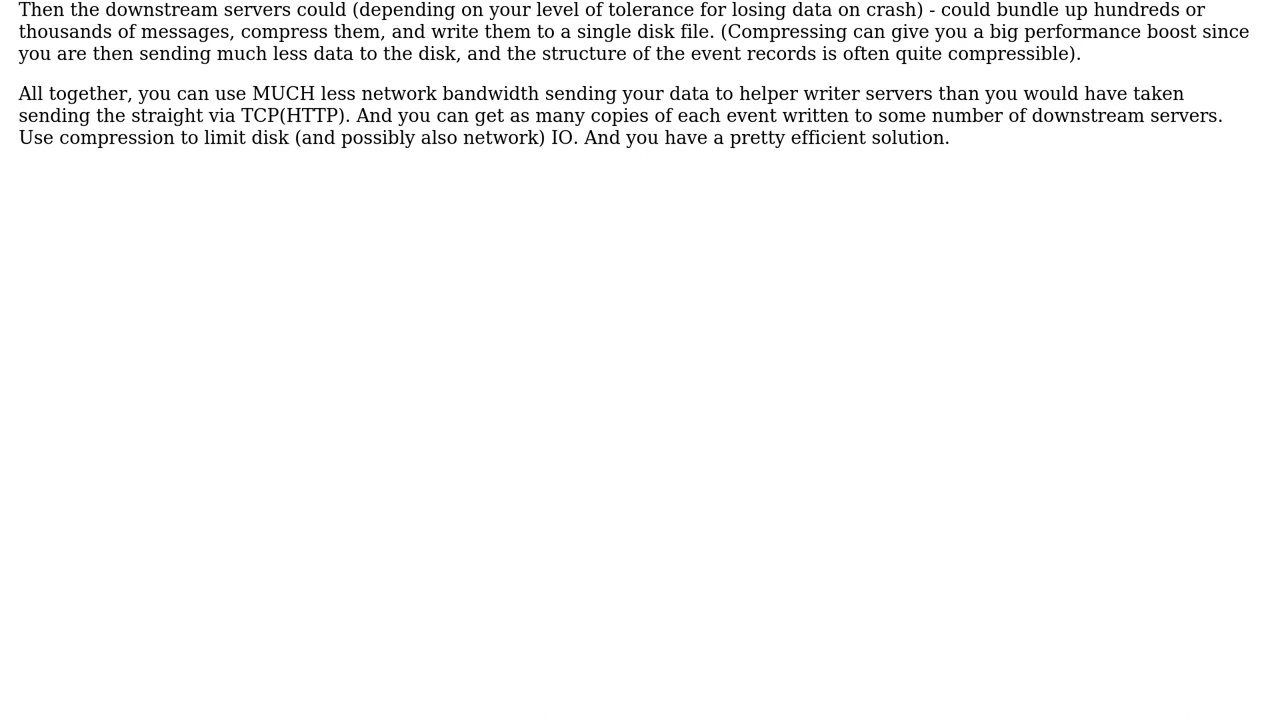 Then the downstream servers could (depending on your level of tolerance for losing data on crash) - could bundle up hundreds or
thousands of messages, compress them, and write them to a single disk file. (Compressing can give you a big performance boost since
you are then sending much less data to the disk, and the structure of the event records is often quite compressible).
All together, you can use MUCH less network bandwidth sending your data to helper writer servers than you would have taken
sending the straight via TCP(HTTP). And you can get as many copies of each event written to some number of downstream servers.
Use compression to limit disk (and possibly also network) IO. And you have a pretty efficient solution.